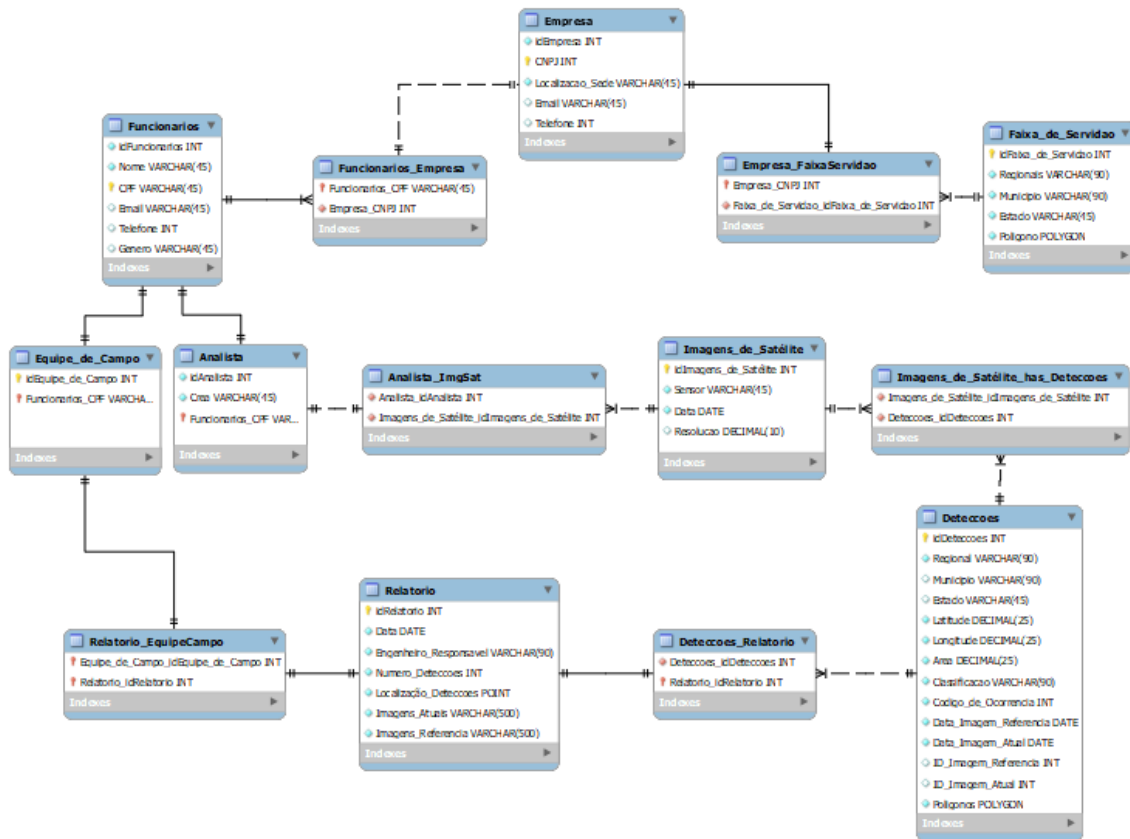 Empresa
idEmpresa INT
CNPJ INT
Localizacao_Sede VARCHAR(45)
Email VARCHAR(45)
Telefone INT
Indexes
Funcionarios
idFuncionarios INT
Nome VARCHAR(45)
CPF VARCHAR(45)
Email VARCHAR(45)
Telefone INT
Genero VARCHAR(45)
Indexes
Funcionarios_Empresa
Funcionarios_CPF VARCHAR(45)
Empresa_CNPJ INT
Indexes
Empresa_FaixaServidao
Empresa_CNPJ INT
Faixa_de_Servidao_idFaixa_de_Servidao INT
Indexes
Faixa_de_Servidao
idFaixa_de_Servidao INT
Regionais VARCHAR(90)
Municipio VARCHAR(90)
Estado VARCHAR(45)
Poligono POLYGON
Indexes
Equipe_de_Campo
idEquipe_de_Campo INT
Funcionarios_CPF VARCHA...
Indexes
Analista
idAnalista INT
Crea VARCHAR(45)
Funcionarios_CPF VAR...
Indexes
Analista_ImgSat
Analista_idAnalista INT
Imagens_de_Satélite_idImagens_de_Satélite INT
Indexes
Imagens_de_Satélite
idImagens_de_Satélite INT
Sensor VARCHAR(45)
Data DATE
Resolucao DECIMAL(10)
Indexes
Imagens_de_Satélite_has_Deteccoes
Imagens_de_Satélite_idImagens_de_Satélite INT
Deteccoes_idDeteccoes INT
Indexes
Relatorio_EquipeCampo
Equipe_de_Campo_idEquipe_de_Campo INT
Relatorio_idRelatorio INT
Indexes
Relatorio
idRelatorio INT
Data DATE
Engenheiro_Responsavel VARCHAR(90)
Numero_Deteccoes INT
Localização_Deteccoes POINT
Imagens_Atuais VARCHAR(500)
Imagens_Referencia VARCHAR(500)
Indexes
Deteccoes_Relatorio
Deteccoes_idDeteccoes INT
Relatorio_idRelatorio INT
Indexes
Deteccoes
idDeteccoes INT
Regional VARCHAR(90)
Municipio VARCHAR(90)
Estado VARCHAR(45)
Latitude DECIMAL(25)
Longitude DECIMAL(25)
Area DECIMAL(25)
Classificacao VARCHAR(90)
Codigo_de_Ocorrencia INT
Data_Imagem_Referencia DATE
Data_Imagem_Atual DATE
ID_Imagem_Referencia INT
ID_Imagem_Atual INT
Poligonos POLYGON